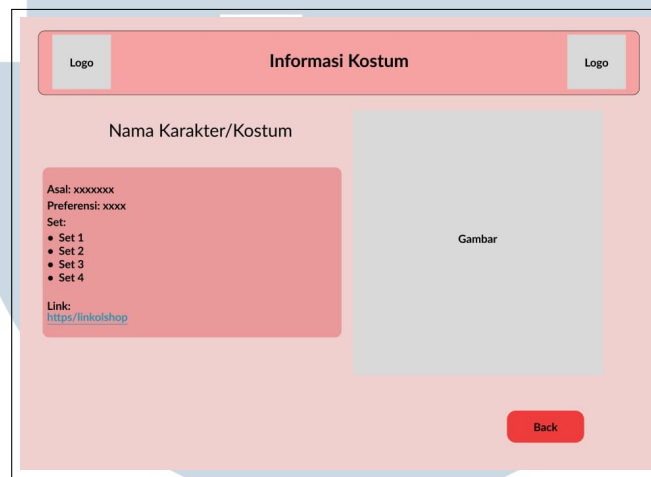 Logo
Informasi Kostum
Logo
Nama Karakter/Kostum
Asal: xxxxxxx
Preferensi: xxxx
Set:
● Set 1
● Set 2
● Set 3
● Set 4
Link:
https/linkolshop
Gambar
Back